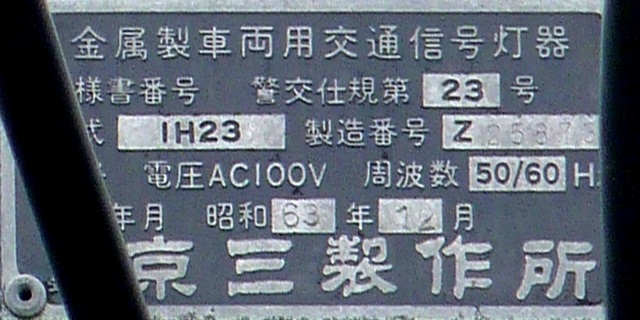 金属製車両用交通信号灯器
様書番号 警交仕規第 23 号
式 1H23 製造番号 Z
電圧AC100V 周波数 50/60 H
年月 昭和 63 年 12 月
京三製作所